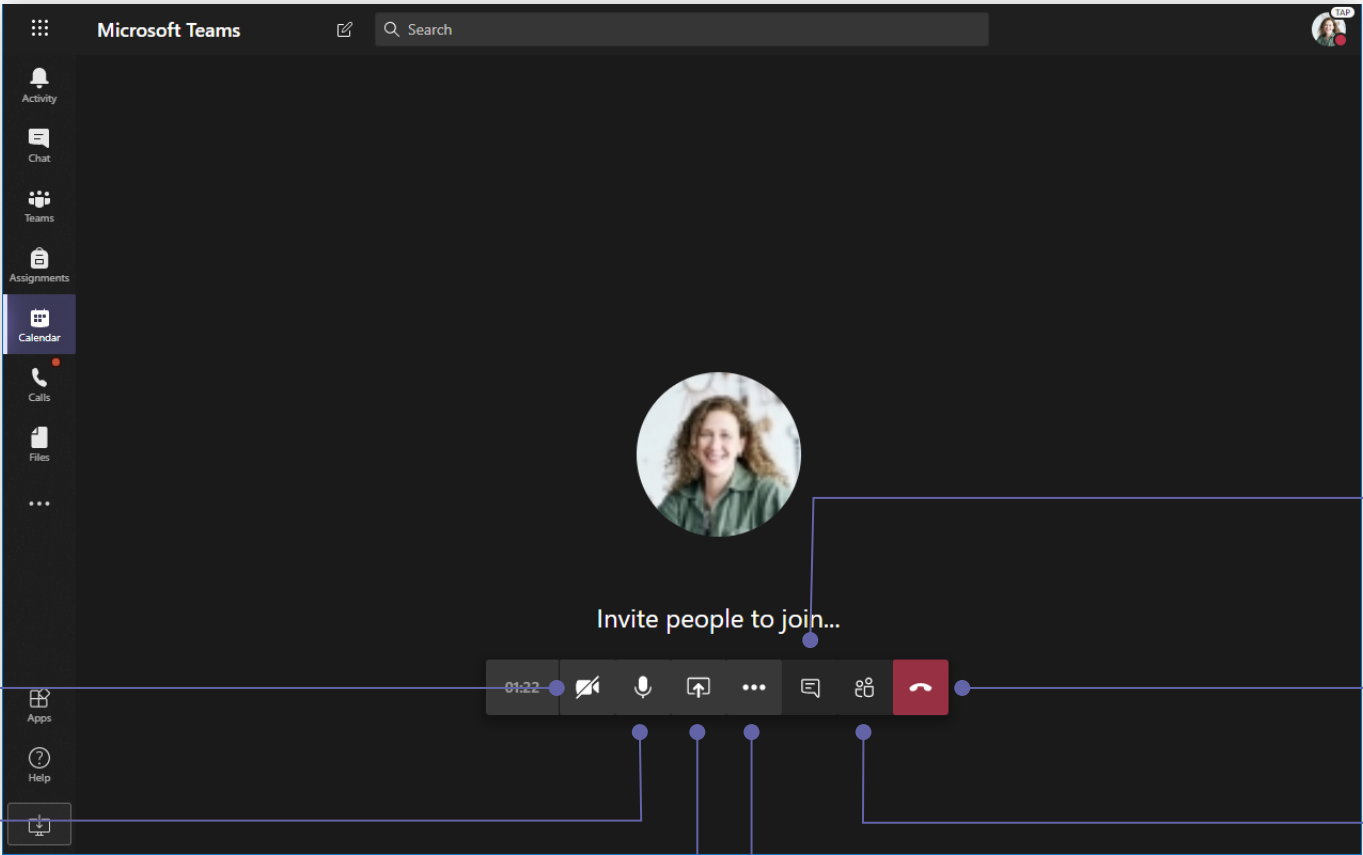 Microsoft Teams
Search
TAP
Activity
Chat
Teams
Assignments
Calendar
Calls
Files
Invite people to join...
01:22
Apps
Help